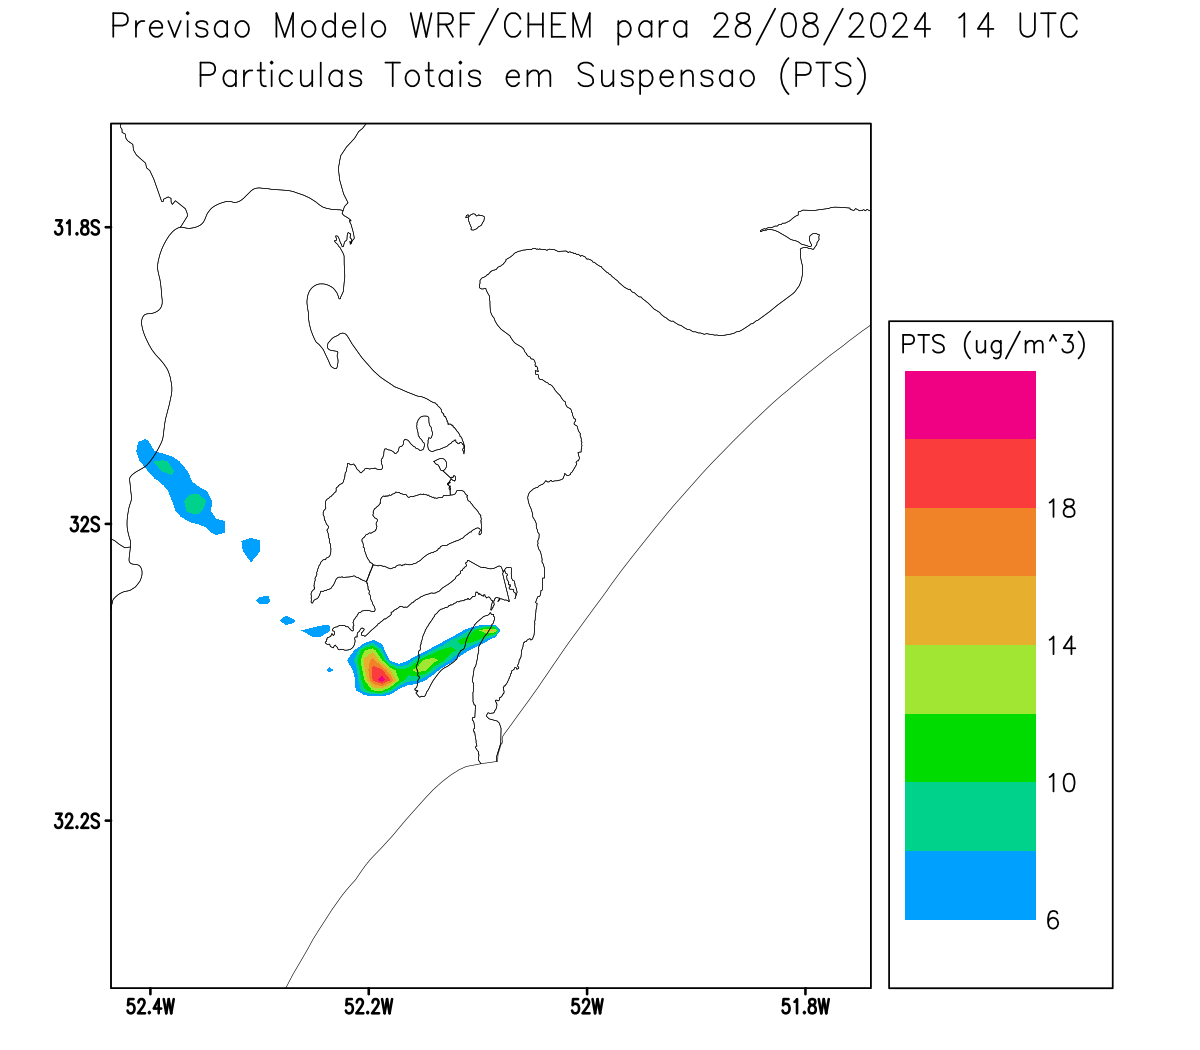 Previsao Modelo WRF/CHEM para 28/08/2024 14 UTC
Particulas Totais em Suspensao (PTS)
31.8S
32S
32.2S
52.4W
52.2W
52W
51.8W
PTS (ug/m^3)
18
14
10
6